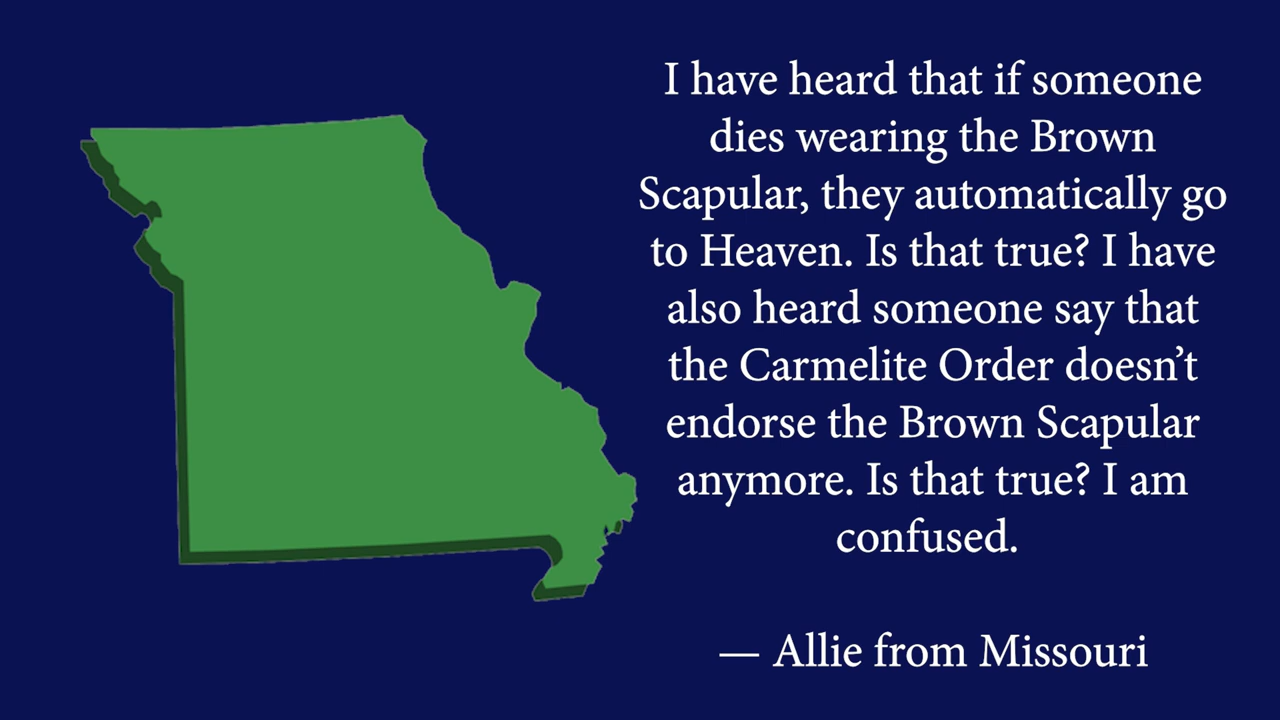 I have heard that if someone
dies wearing the Brown
Scapular, they automatically go
to Heaven. Is that true? I have
also heard someone say that
the Carmelite Order doesn’t
endorse the Brown Scapular
anymore. Is that true? I am
confused.
— Allie from Missouri